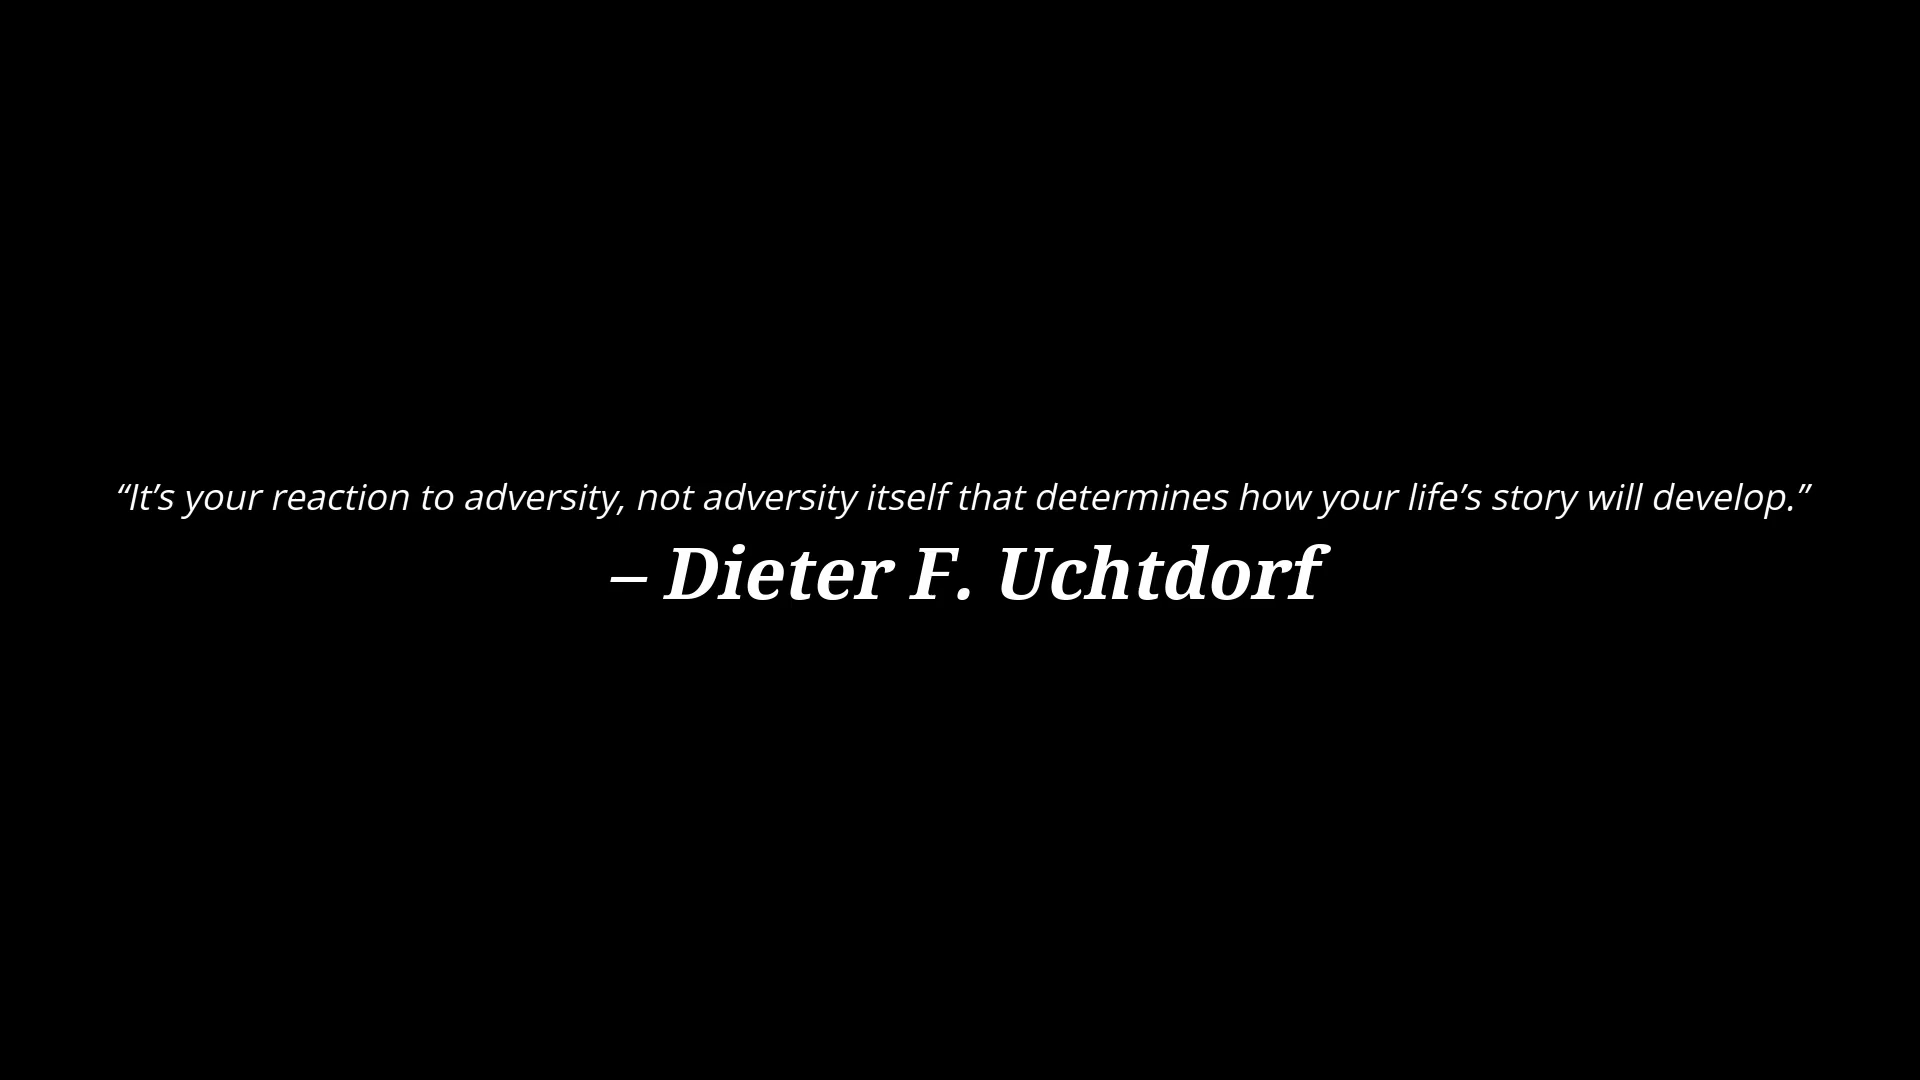 “It’s your reaction to adversity, not adversity itself that determines how your life’s story will develop.”
– Dieter F. Uchtdorf